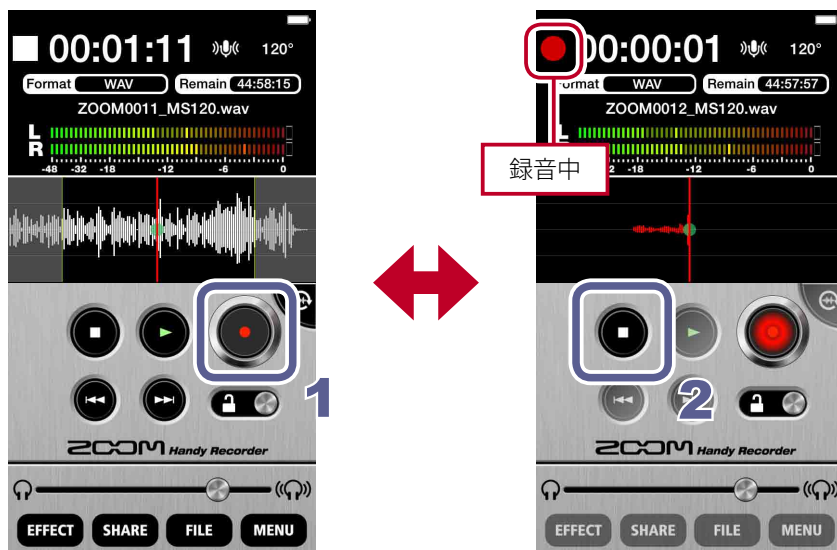 00:01:11 120°
Format WAV Remain 44:58:15
ZOOM0011_MS120.wav
L
R
-48 -32 -18 -12 -6 0
1
ZOOM Handy Recorder
EFFECT SHARE FILE MENU
00:00:01 120°
Format WAV Remain 44:57:57
ZOOM0012_MS120.wav
録音中
-18 -12 -6 0
2
ZOOM Handy Recorder
EFFECT SHARE FILE MENU